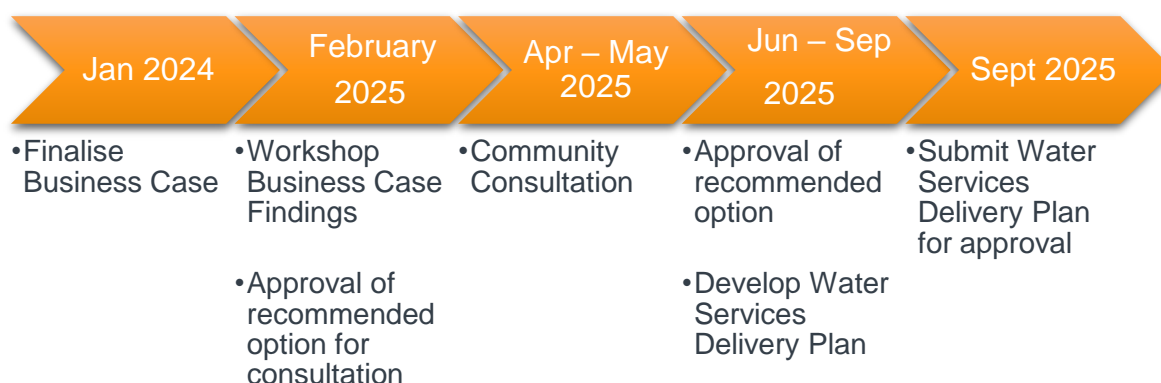 Jan 2024
February
2025
Apr – May
2025
Jun – Sep
2025
Sept 2025
•Finalise
Business Case
•Workshop
Business Case
Findings
•Approval of
recommended
option for
consultation
•Community
Consultation
•Approval of
recommended
option
•Develop Water
Services
Delivery Plan
•Submit Water
Services
Delivery Plan
for approval